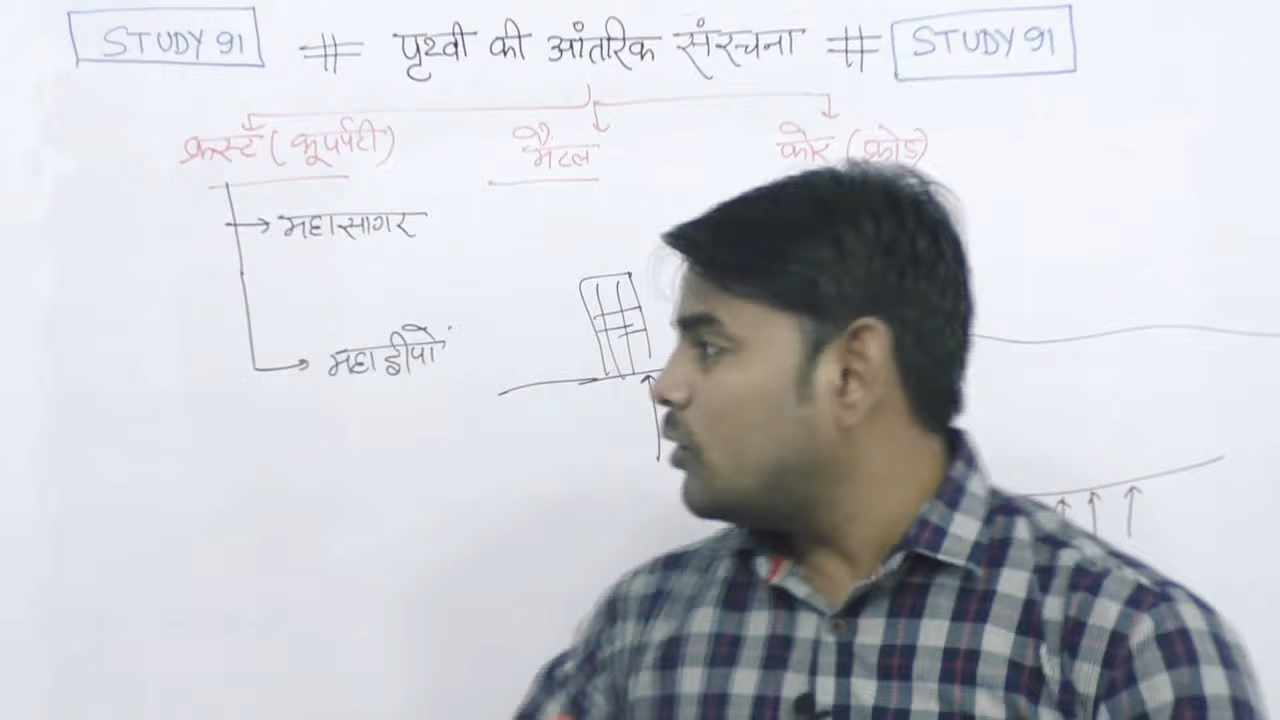 STUDY 91 # पृथ्वी की आंतरिक संरचना # STUDY 91
क्रस्ट (भूपर्पटी) मैंटल कोर (क्रोड)
महासागर
महाद्वीपों